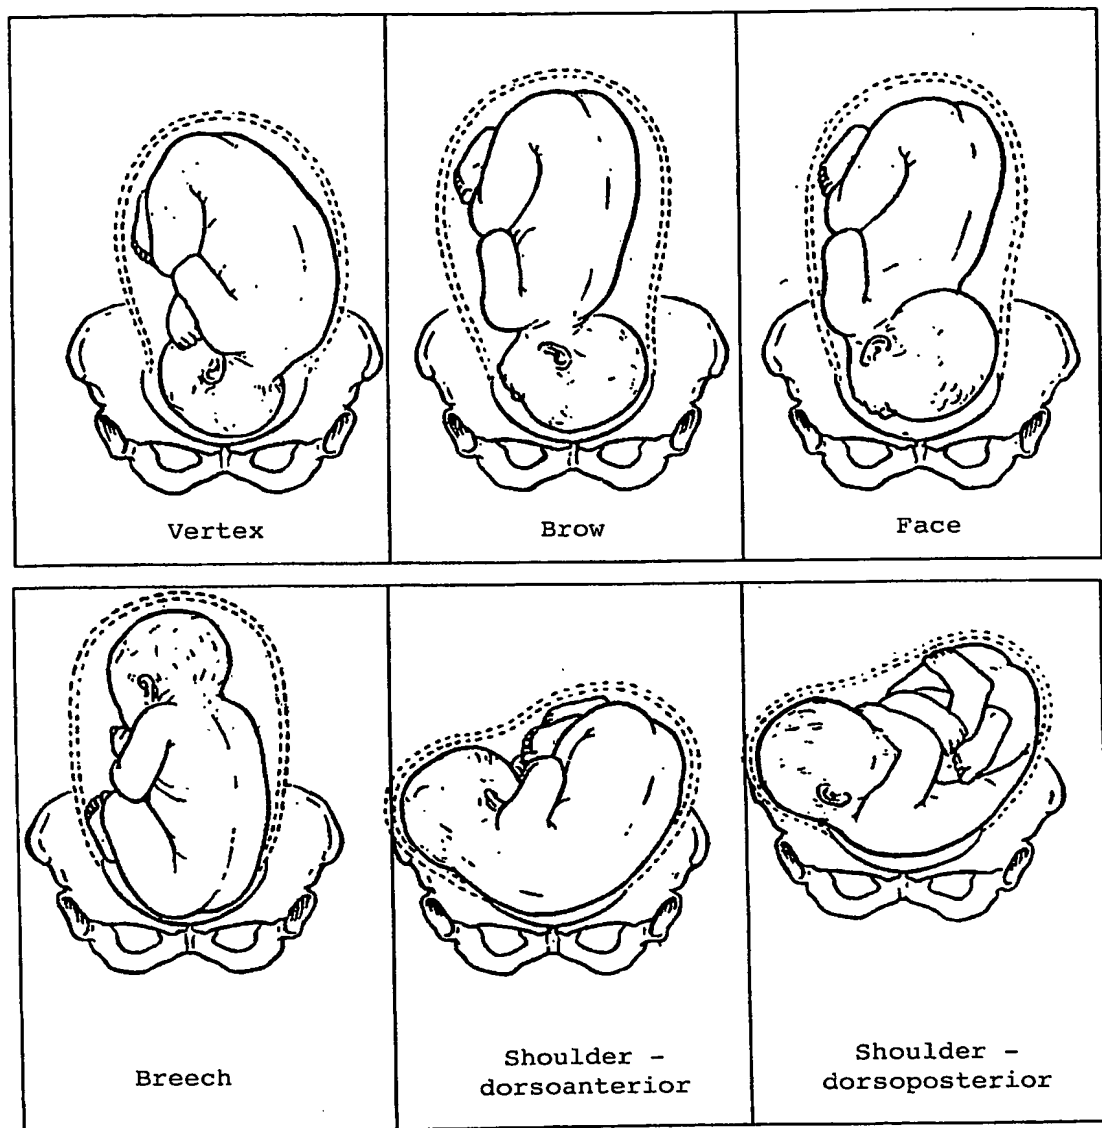 Vertex
Brow
Face
Breech
Shoulder –
dorsoanterior
Shoulder –
dorsoposterior